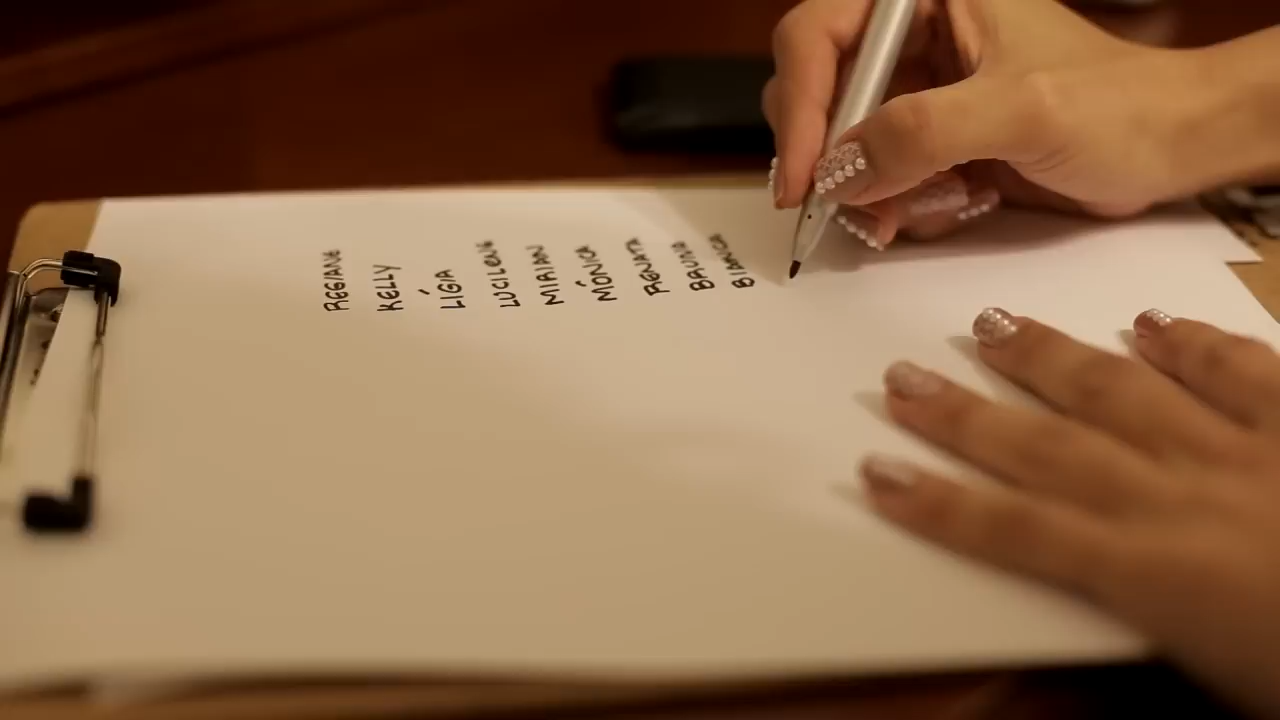 REGIANE
KELLY
LÍGIA
LUCILENE
MIRIAN
MÔNICA
RENATA
BRUNA
BIANCA